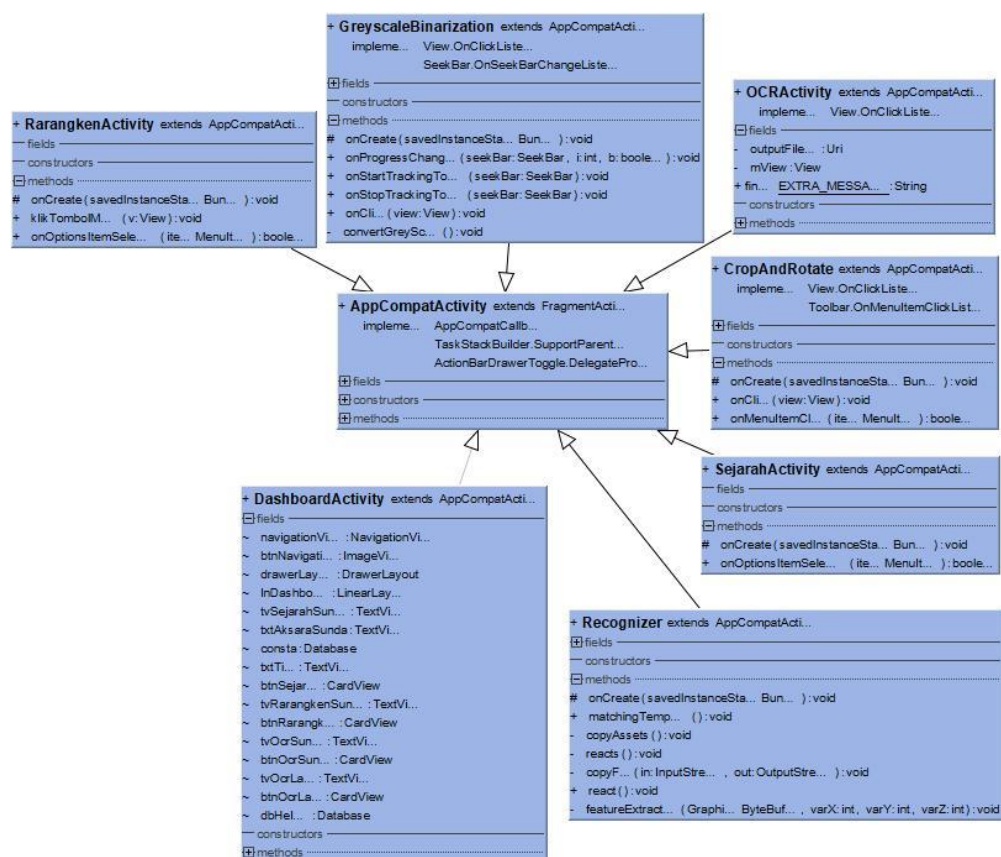 + GreyscaleBinarization extends AppCompatActi...
impleme... View.OnClickListe...
SeekBar.OnSeekBarChangeListe...
fields
constructors
methods
# onCreate(savedInstanceSta... Bun... ):void
+ onProgressChang... (seekBar:SeekBar, i:int, b:boole... ):void
+ onStartTrackingTo... (seekBar:SeekBar):void
+ onStopTrackingTo... (seekBar:SeekBar):void
+ onCli... (view:View):void
- convertGreySc... ():void
+ RarangkenActivity extends AppCompatActi...
fields
constructors
methods
# onCreate(savedInstanceSta... Bun... ):void
+ klikTombolM... (v:View):void
+ onOptionsItemSele... (ite... MenuIt... ):boole...
+ OCRActivity extends AppCompatActi...
impleme... View.OnClickListe...
fields
- outputFile... :Uri
- mView:View
+ fin... EXTRA_MESSA... :String
constructors
methods
+ AppCompatActivity extends FragmentActi...
impleme... AppCompatCallb...
TaskStackBuilder.SupportParent...
ActionBarDrawerToggle.DelegatePro...
fields
constructors
methods
+ CropAndRotate extends AppCompatActi...
impleme... View.OnClickListe...
Toolbar.OnMenuItemClickList...
fields
constructors
methods
# onCreate(savedInstanceSta... Bun... ):void
+ onCli... (view:View):void
+ onMenuItemCl... (ite... MenuIt... ):boole...
+ SejarahActivity extends AppCompatActi...
fields
constructors
methods
# onCreate(savedInstanceSta... Bun... ):void
+ onOptionsItemSele... (ite... MenuIt... ):boole...
+ DashboardActivity extends AppCompatActi...
fields
~ navigationVi... :NavigationVi...
~ btnNavigati... :ImageVi...
~ drawerLay... :DrawerLayout
~ lnDashbo... :LinearLay...
~ tvSejarahSun... :TextVi...
~ txtAksaraSunda:TextVi...
~ consta:Database
~ txtTi... :TextVi...
~ btnSejar... :CardView
~ tvRarangkenSun... :TextVi...
~ btnRarangk... :CardView
~ tvOcrSun... :TextVi...
~ btnOcrSun... :CardView
~ tvOcrLa... :TextVi...
~ btnOcrLa... :CardView
~ dbHel... :Database
constructors
methods
+ Recognizer extends AppCompatActi...
fields
constructors
methods
# onCreate(savedInstanceSta... Bun... ):void
+ matchingTemp... ():void
- copyAssets():void
- reacts():void
- copyF... (in:InputStre... , out:OutputStre... ):void
+ react():void
- featureExtract... (Graphi... ByteBuf... , varX:int, varY:int, varZ:int):void